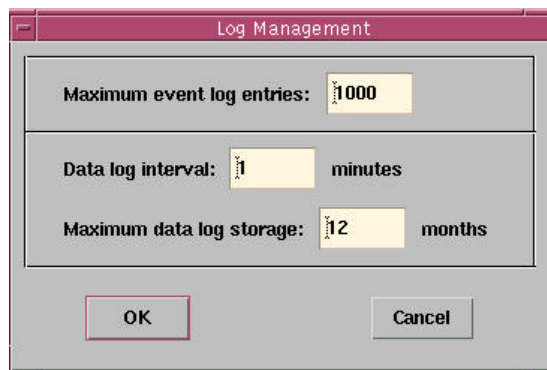 Log Management
Maximum event log entries: 1000
Data log interval: 1 minutes
Maximum data log storage: 12 months
OK Cancel